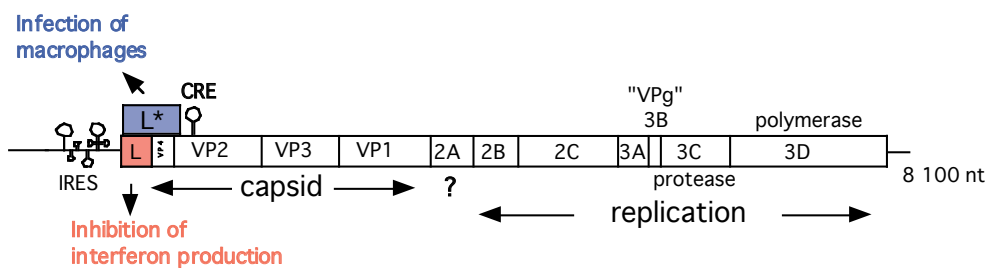 Infection of
macrophages
CRE
"VPg"
3B
polymerase
L*
L VP4 VP2 VP3 VP1 2A 2B 2C 3A 3C 3D
IRES
capsid
?
protease
8 100 nt
replication
Inhibition of
interferon production